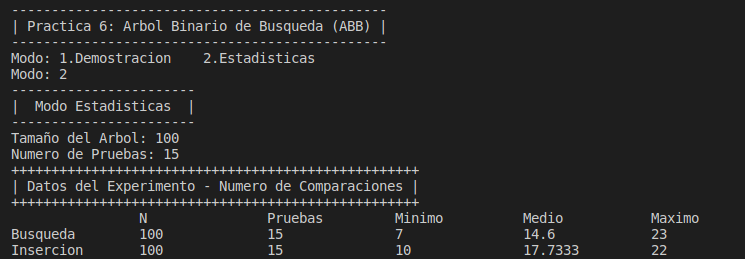 -----------------------------------------------
| Practica 6: Arbol Binario de Busqueda (ABB) |
-----------------------------------------------
Modo: 1.Demostracion    2.Estadisticas
Modo: 2
-----------------------
|  Modo Estadisticas  |
-----------------------
Tamaño del Arbol: 100
Numero de Pruebas: 15
+++++++++++++++++++++++++++++++++++++++++++++++++++
| Datos del Experimento - Numero de Comparaciones |
+++++++++++++++++++++++++++++++++++++++++++++++++++
                N               Pruebas         Minimo          Medio           Maximo
Busqueda        100             15              7               14.6            23
Insercion       100             15              10              17.7333         22